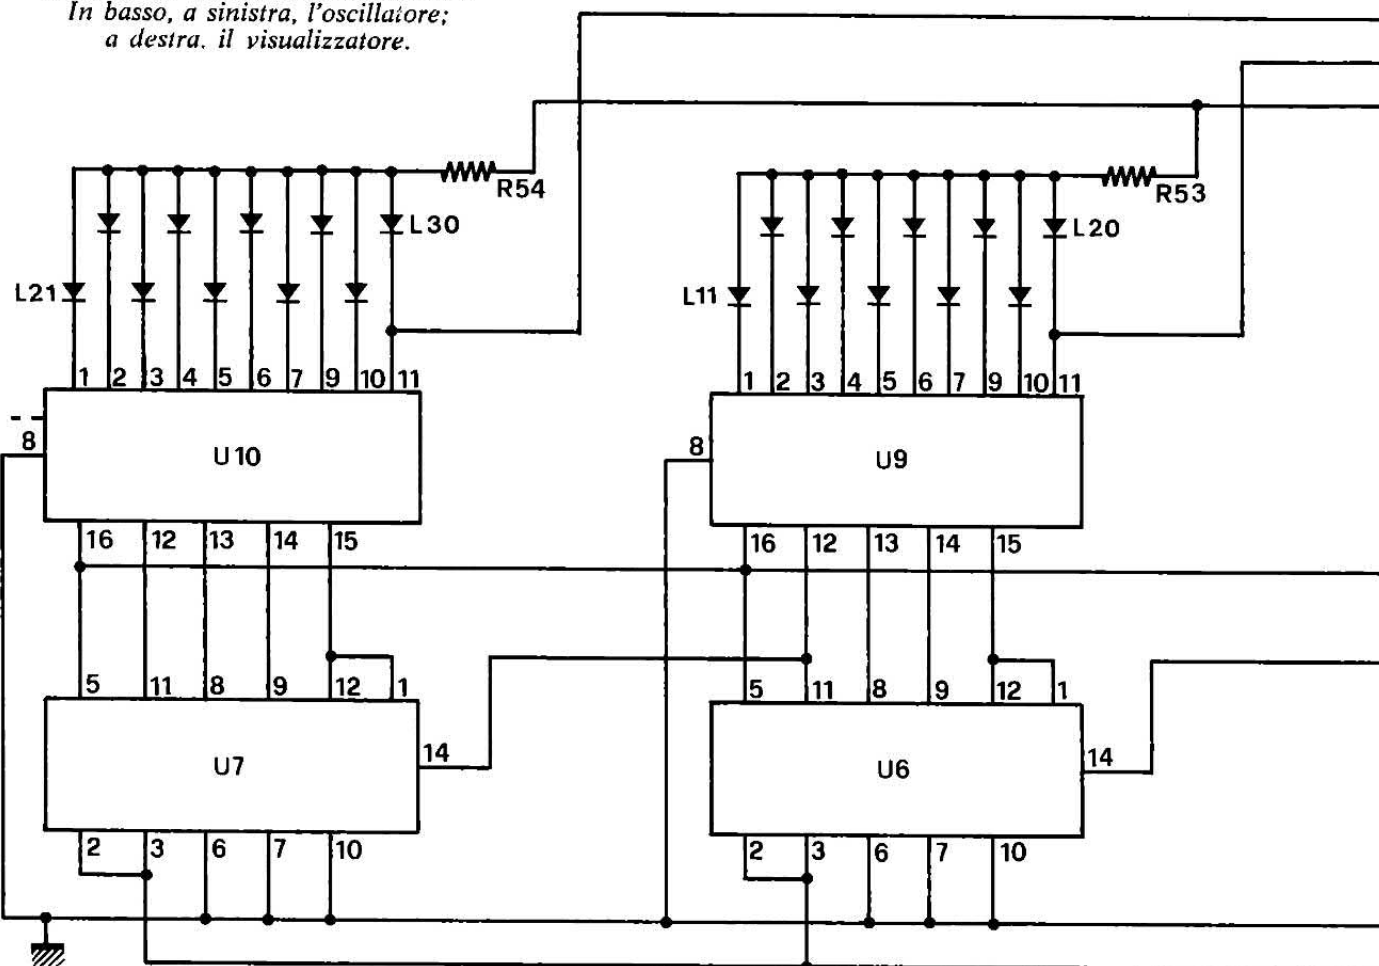 In basso, a sinistra, l'oscillatore;
a destra. il visualizzatore.
R54
R53
L30
L20
L21
L11
1 2 3 4 5 6 7 9 10 11
1 2 3 4 5 6 7 9 10 11
8
U10
8
U9
16 12 13 14 15
16 12 13 14 15
5 11 8 9 12 1
5 11 8 9 12 1
U7
14
U6
14
2 3 6 7 10
2 3 6 7 10